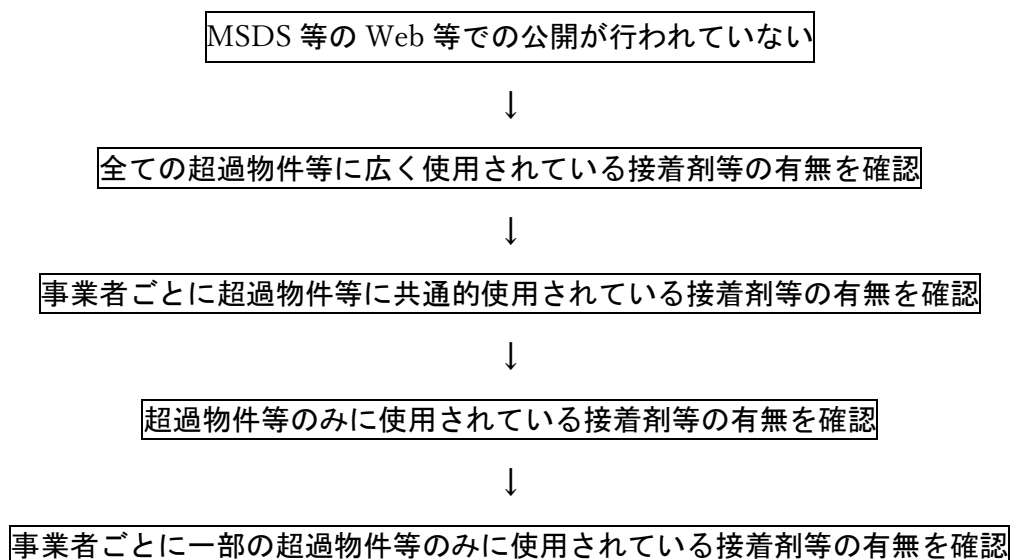 MSDS 等の Web 等での公開が行われていない
↓
全ての超過物件等に広く使用されている接着剤等の有無を確認
↓
事業者ごとに超過物件等に共通的使用されている接着剤等の有無を確認
↓
超過物件等のみに使用されている接着剤等の有無を確認
↓
事業者ごとに一部の超過物件等のみに使用されている接着剤等の有無を確認